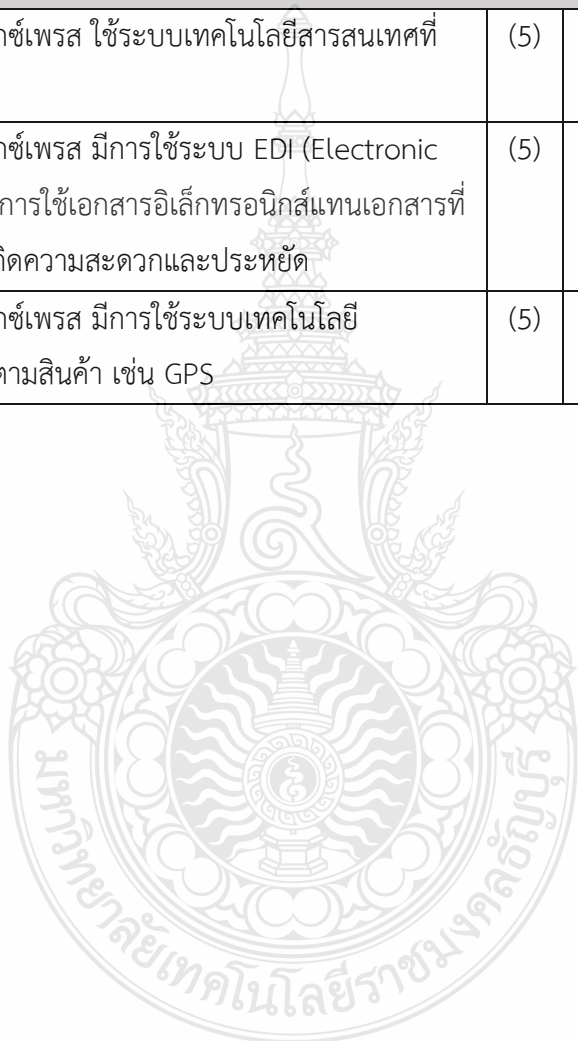 กซ์เพรส ใช้ระบบเทคโนโลยีสารสนเทศที่ (5)
กซ์เพรส มีการใช้ระบบ EDI (Electronic (5)
การใช้เอกสารอิเล็กทรอนิกส์แทนเอกสารที่
กิดความสะดวกและประหยัด
กซ์เพรส มีการใช้ระบบเทคโนโลยี (5)
ตามสินค้า เช่น GPS
มหาวิทยาลัยเทคโนโลยีราชมงคลธัญบุรี